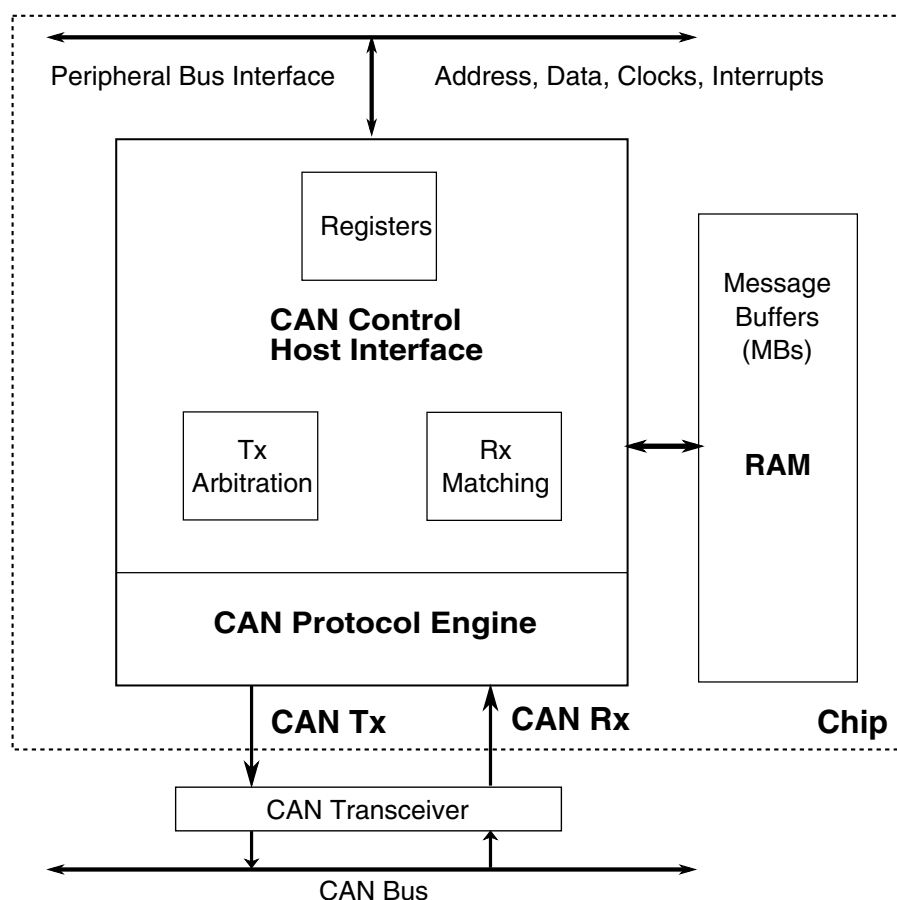 Peripheral Bus Interface
Address, Data, Clocks, Interrupts
Registers
CAN Control
Host Interface
Message
Buffers
(MBs)
RAM
Tx
Arbitration
Rx
Matching
CAN Protocol Engine
CAN Tx
CAN Rx
Chip
CAN Transceiver
CAN Bus